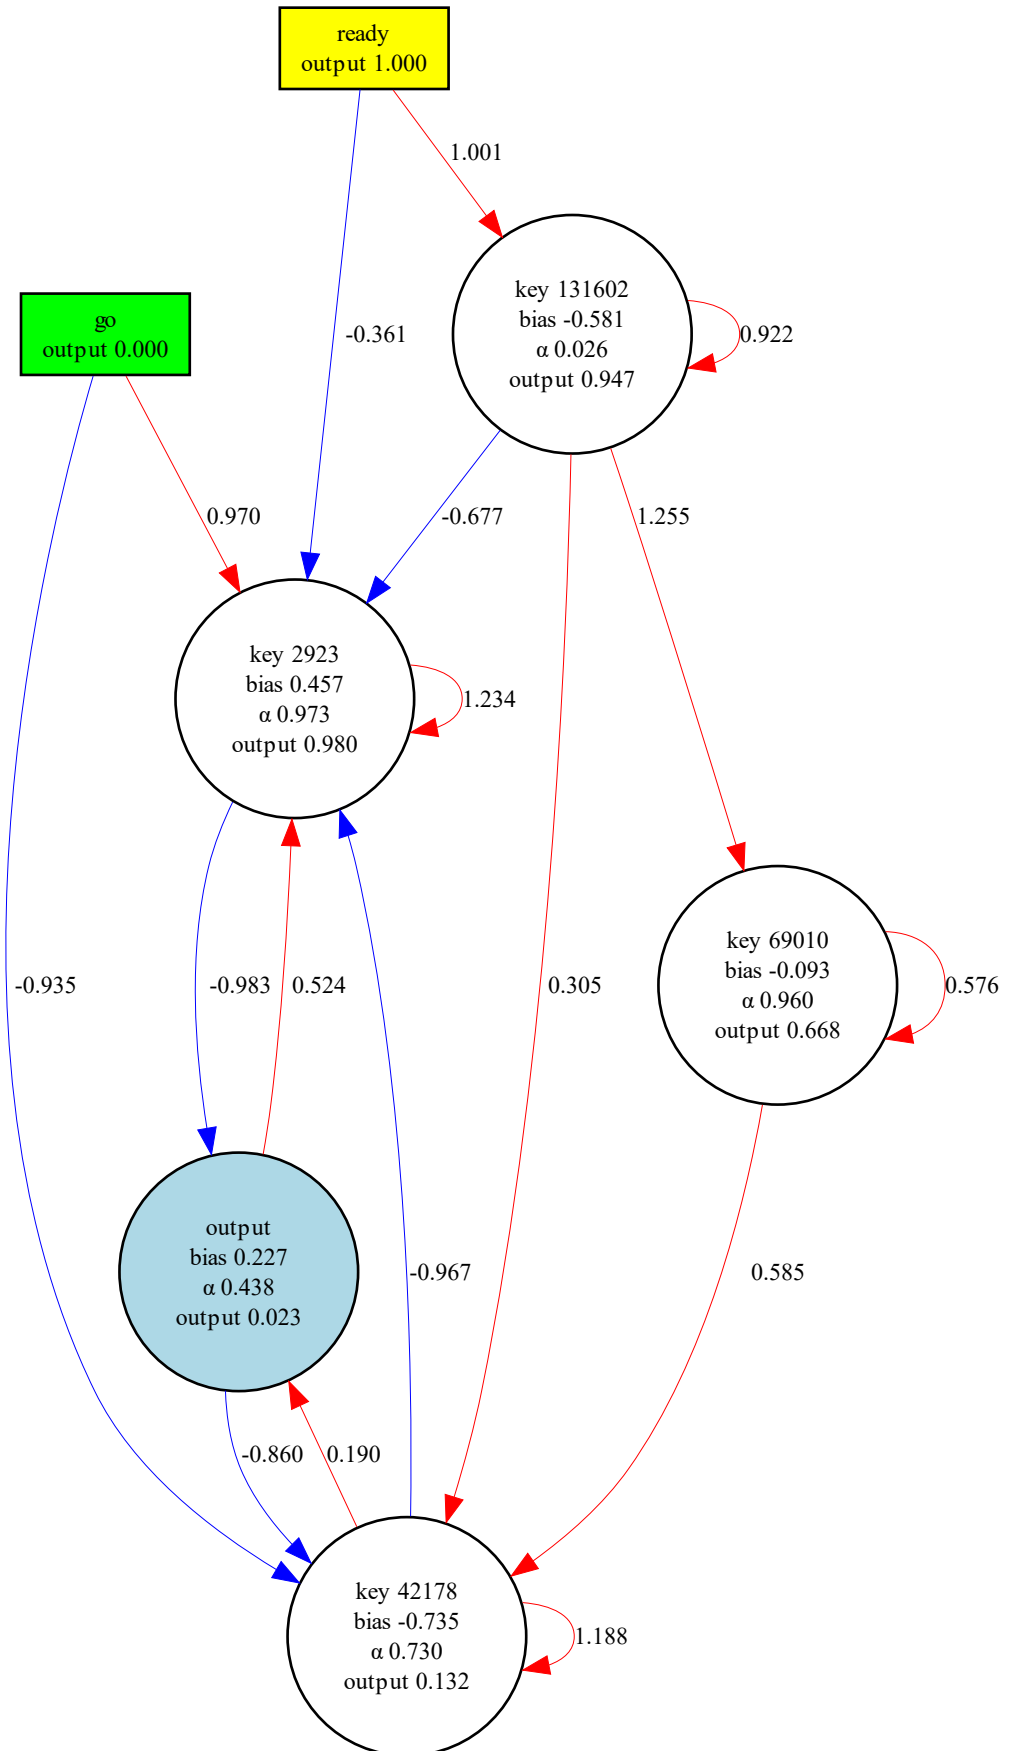 ready
output 1.000
1.001
key 131602
bias -0.581
α 0.026
output 0.947
0.922
go
output 0.000
-0.361
0.970
-0.677
1.255
key 2923
bias 0.457
α 0.973
output 0.980
1.234
key 69010
bias -0.093
α 0.960
output 0.668
0.576
-0.935
-0.983
0.524
0.305
output
bias 0.227
α 0.438
output 0.023
-0.967
0.585
-0.860
0.190
key 42178
bias -0.735
α 0.730
output 0.132
1.188